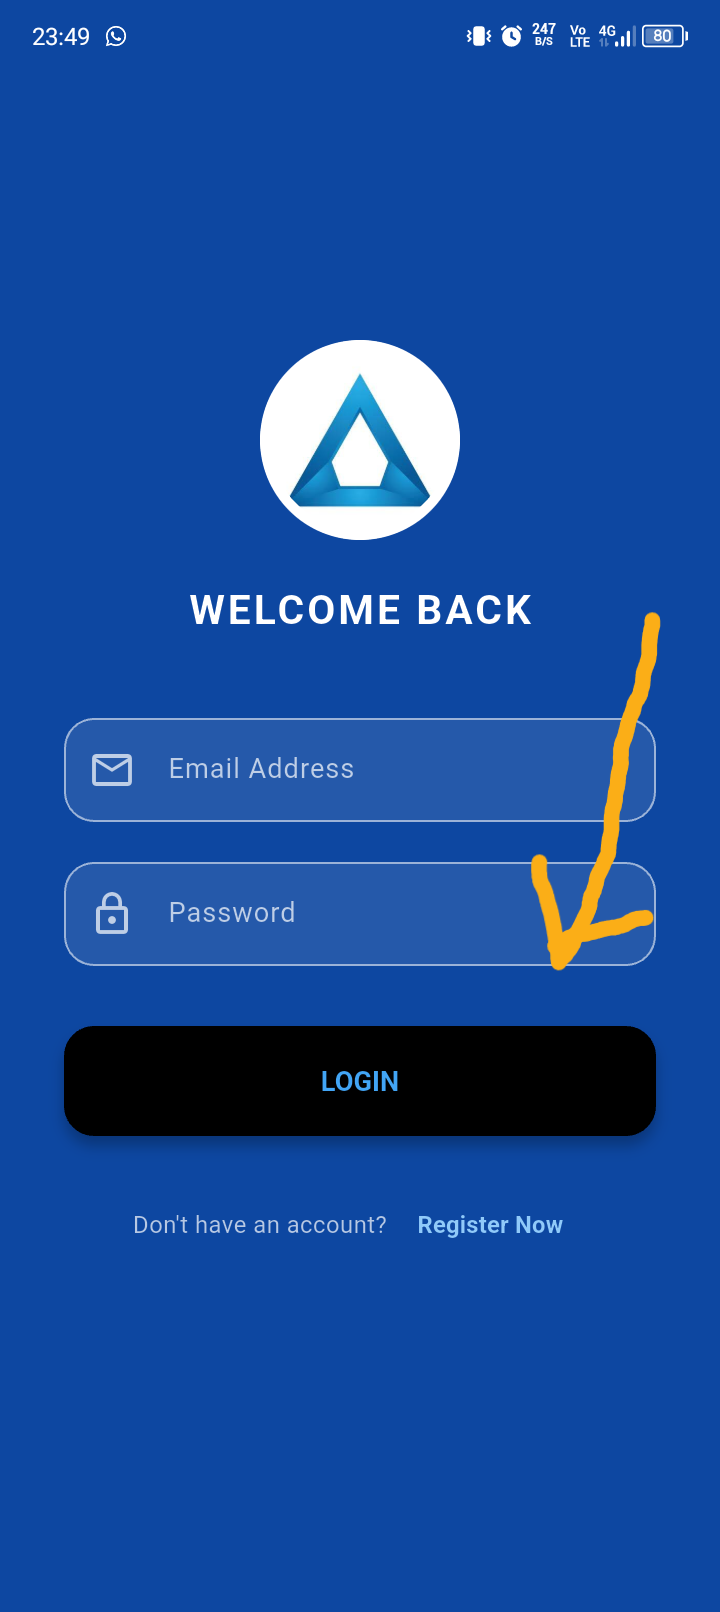 23:49 247 B/S Vo LTE 4G 80
WELCOME BACK
Email Address
Password
LOGIN
Don't have an account? Register Now